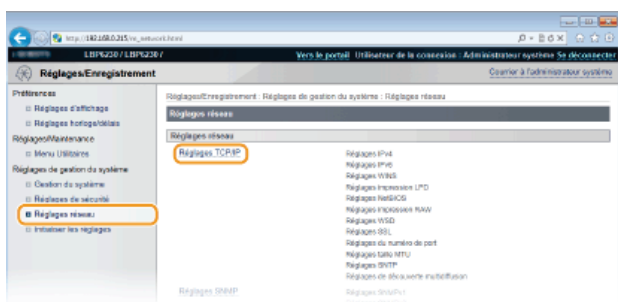 LBP6230 / LBP6230 /
Vers le portail Utilisateur de la connexion : Administrateur système Se déconnecter
Réglages/Enregistrement
Courrier à l'administrateur système
Préférences
Réglages d'affichage
Réglages horloge/délais
Réglages/Maintenance
Menu Utilitaires
Réglages de gestion du système
Gestion du système
Réglages de sécurité
Réglages réseau
Initialiser les réglages
Réglages/Enregistrement : Réglages de gestion du système : Réglages réseau
Réglages réseau
Réglages réseau
Réglages TCP/IP
Réglages IPv4
Réglages IPv6
Réglages WINS
Réglages impression LPD
Réglages NetBIOS
Réglages impression RAW
Réglages WSD
Réglages SSL
Réglages du numéro de port
Réglages taille MTU
Réglages SNTP
Réglages de découverte multidiffusion
Réglages SNMP
Réglages SNMPv1